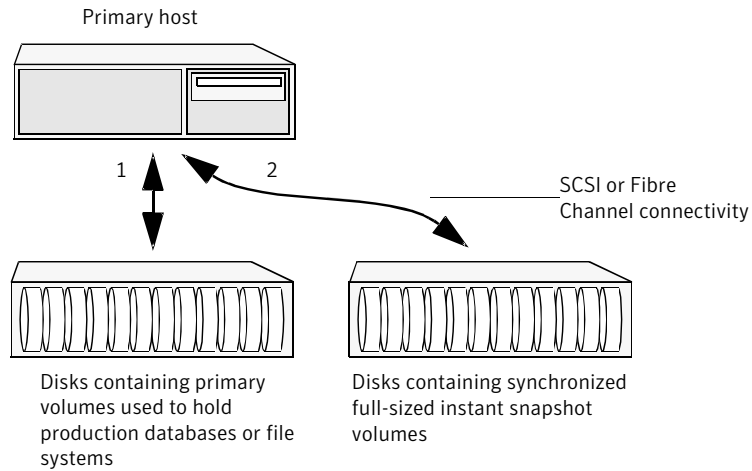 Primary host
1
2
SCSI or Fibre
Channel connectivity
Disks containing primary
volumes used to hold
production databases or file
systems
Disks containing synchronized
full-sized instant snapshot
volumes